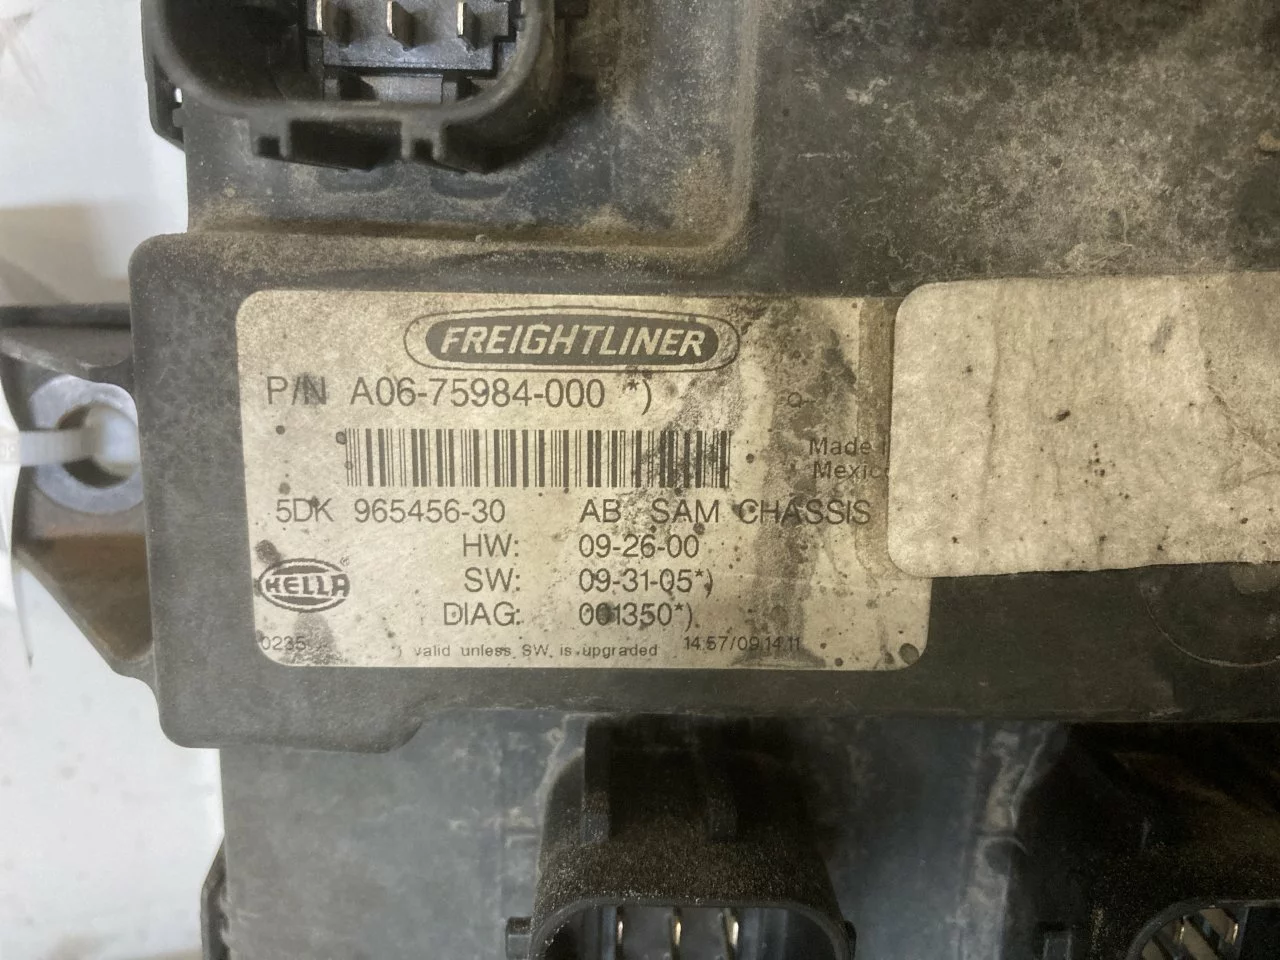 FREIGHTLINER
P/N A06-75984-000 *)
Made
Mexic
5DK 965456-30 AB SAM CHASSIS
HW: 09-26-00
SW: 09-31-05*)
HELLA
DIAG: 001350*)
0235 valid unless SW is upgraded 14.57/09.14.11